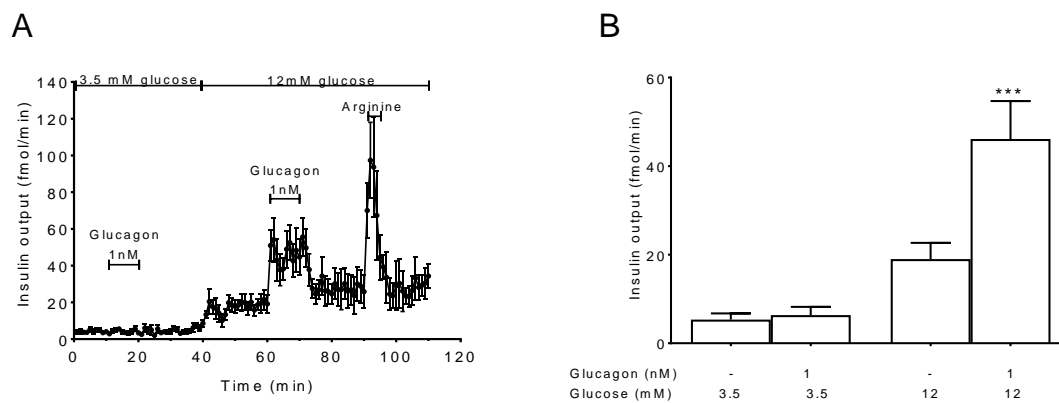 A
3.5 mM glucose
12mM glucose
Arginine
Glucagon
1nM
Glucagon
1nM
Insulin output (fmol/min)
140
120
100
80
60
40
20
0
0 20 40 60 80 100 120
Time (min)
B
Insulin output (fmol/min)
60
40
20
0
***
Glucagon (nM) - 1 - 1
Glucose (mM) 3.5 3.5 12 12